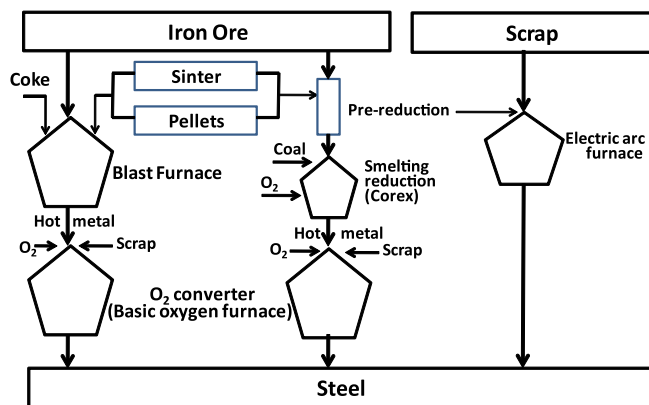 Iron Ore
Scrap
Coke
Sinter
Pellets
Pre-reduction
Blast Furnace
Coal
O₂
Smelting
reduction
(Corex)
Electric arc
furnace
Hot metal
O₂
Scrap
Hot metal
O₂
Scrap
O₂ converter
(Basic oxygen furnace)
Steel